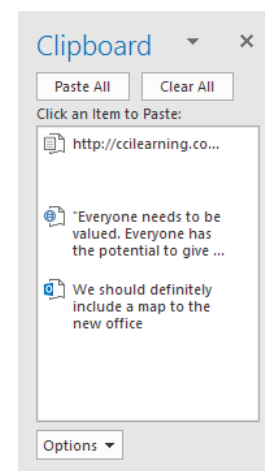 Clipboard
Paste All Clear All
Click an Item to Paste:
http://ccilearning.co...
"Everyone needs to be
valued. Everyone has
the potential to give ...
We should definitely
include a map to the
new office
Options